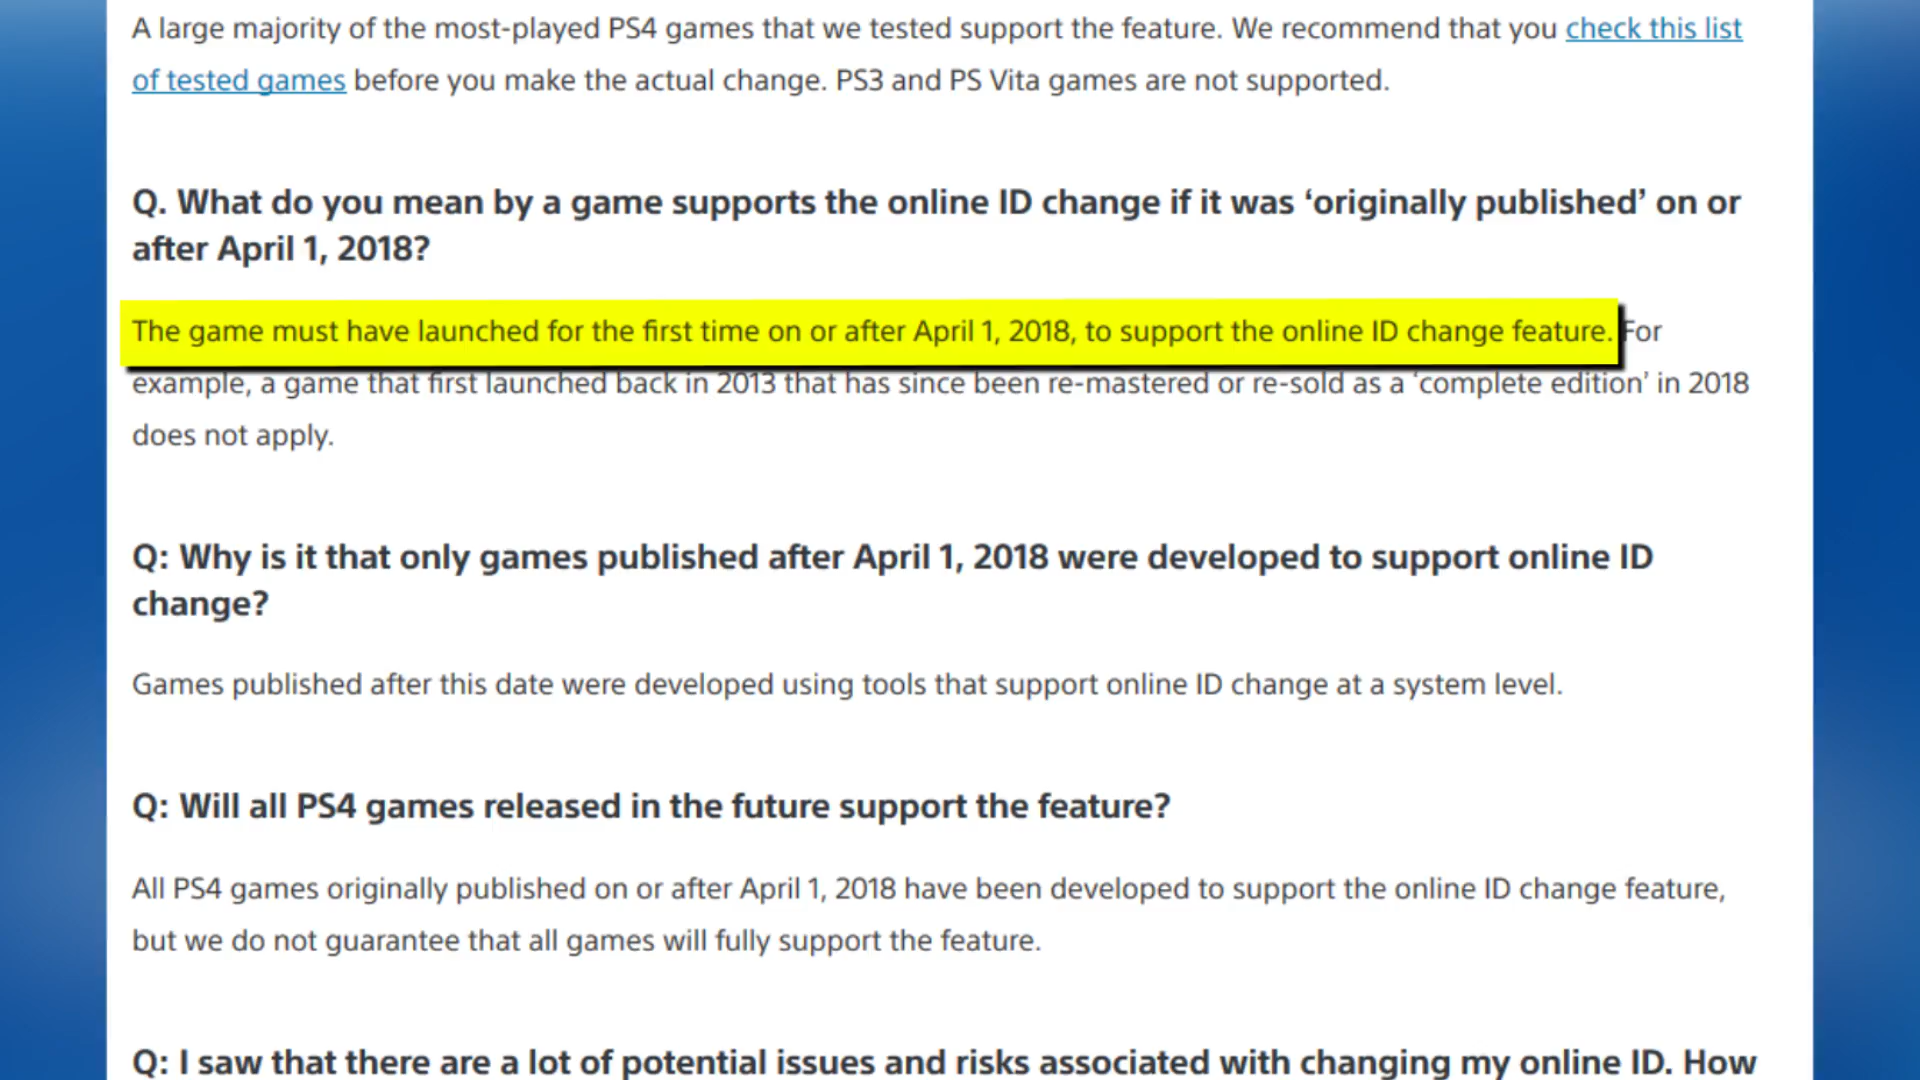 A large majority of the most-played PS4 games that we tested support the feature. We recommend that you check this list
of tested games before you make the actual change. PS3 and PS Vita games are not supported.
Q. What do you mean by a game supports the online ID change if it was ‘originally published’ on or
after April 1, 2018?
The game must have launched for the first time on or after April 1, 2018, to support the online ID change feature. For
example, a game that first launched back in 2013 that has since been re-mastered or re-sold as a ‘complete edition’ in 2018
does not apply.
Q: Why is it that only games published after April 1, 2018 were developed to support online ID
change?
Games published after this date were developed using tools that support online ID change at a system level.
Q: Will all PS4 games released in the future support the feature?
All PS4 games originally published on or after April 1, 2018 have been developed to support the online ID change feature,
but we do not guarantee that all games will fully support the feature.
Q: I saw that there are a lot of potential issues and risks associated with changing my online ID. How